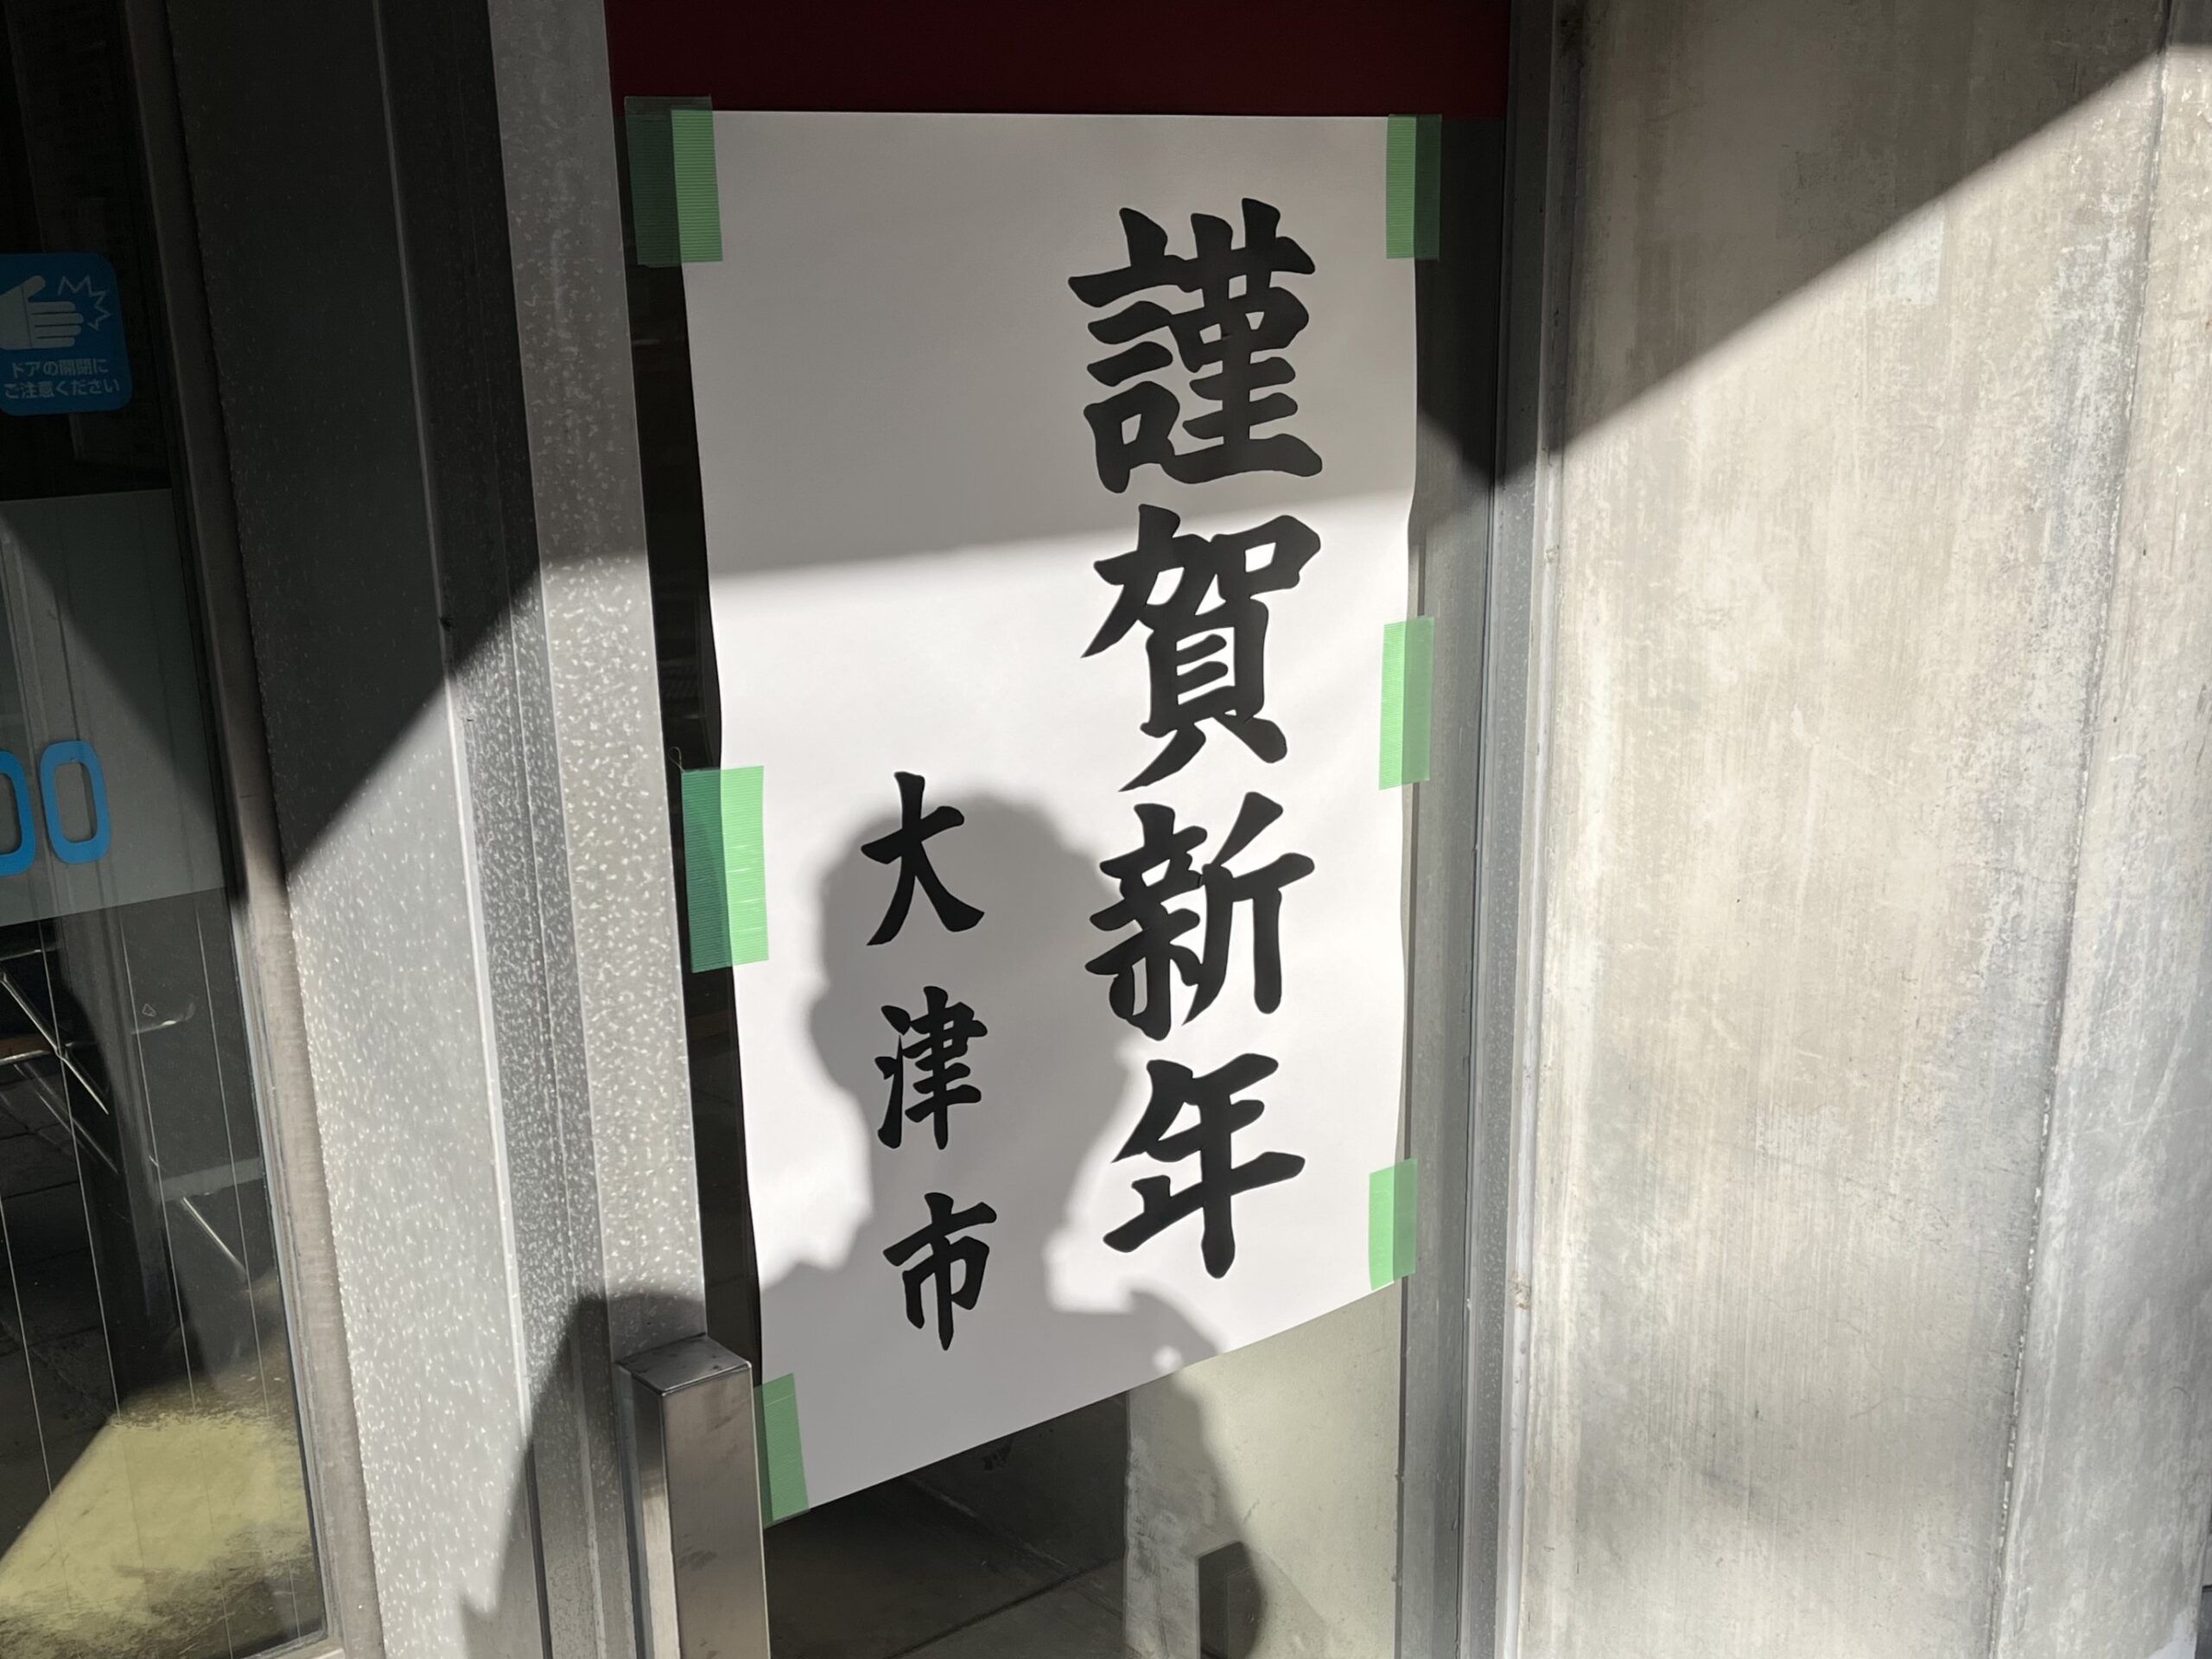 謹賀新年
大津市
ドアの開閉に
ご注意ください
00